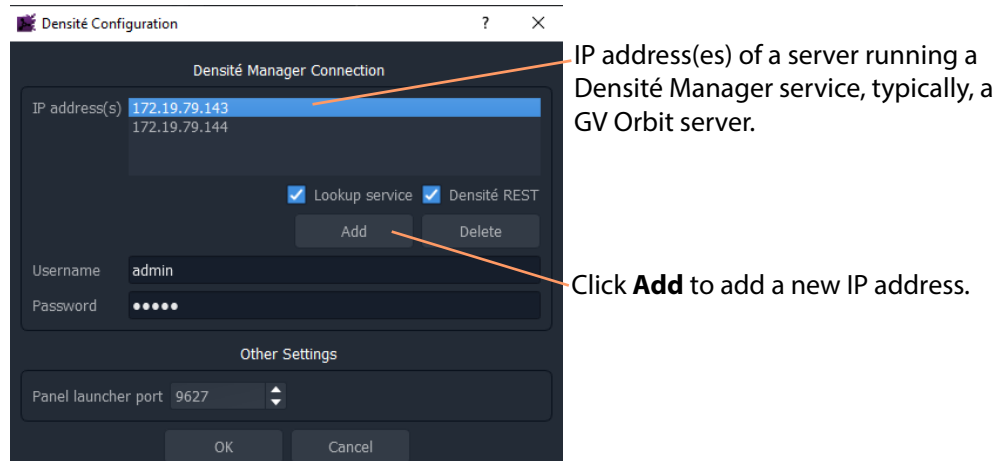 Densité Configuration ? ×
Densité Manager Connection
IP address(s) 172.19.79.143
172.19.79.144
Lookup service Densité REST
Add Delete
Username admin
Password •••••
Other Settings
Panel launcher port 9627
OK Cancel
IP address(es) of a server running a
Densité Manager service, typically, a
GV Orbit server.
Click Add to add a new IP address.